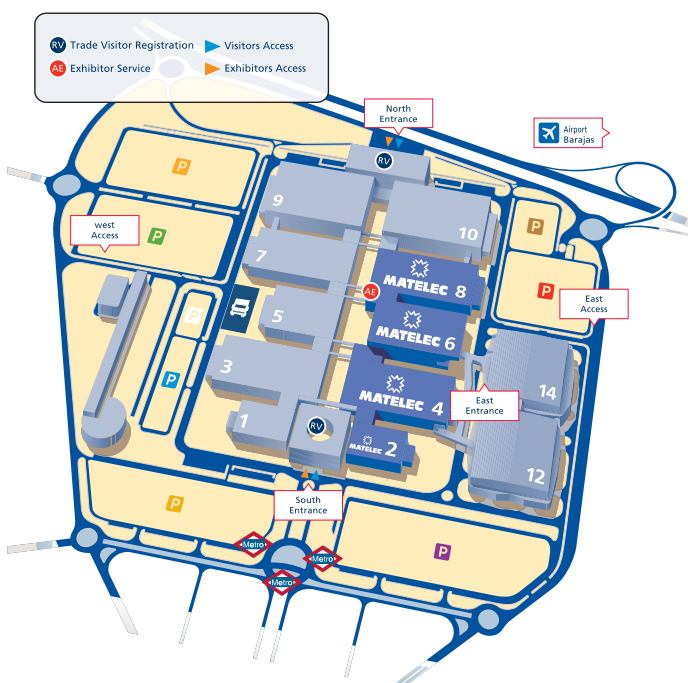 RV Trade Visitor Registration
Visitors Access
AE Exhibitor Service
Exhibitors Access
North
Entrance
Airport
Barajas
RV
P
9
10
P
west
Access
P
7
MATELEC 8
AE
P
East
Access
P
5
MATELEC 6
3
14
P
MATELEC 4
East
Entrance
1
RV
MATELEC 2
12
South
Entrance
P
Metro
Metro
P
Metro